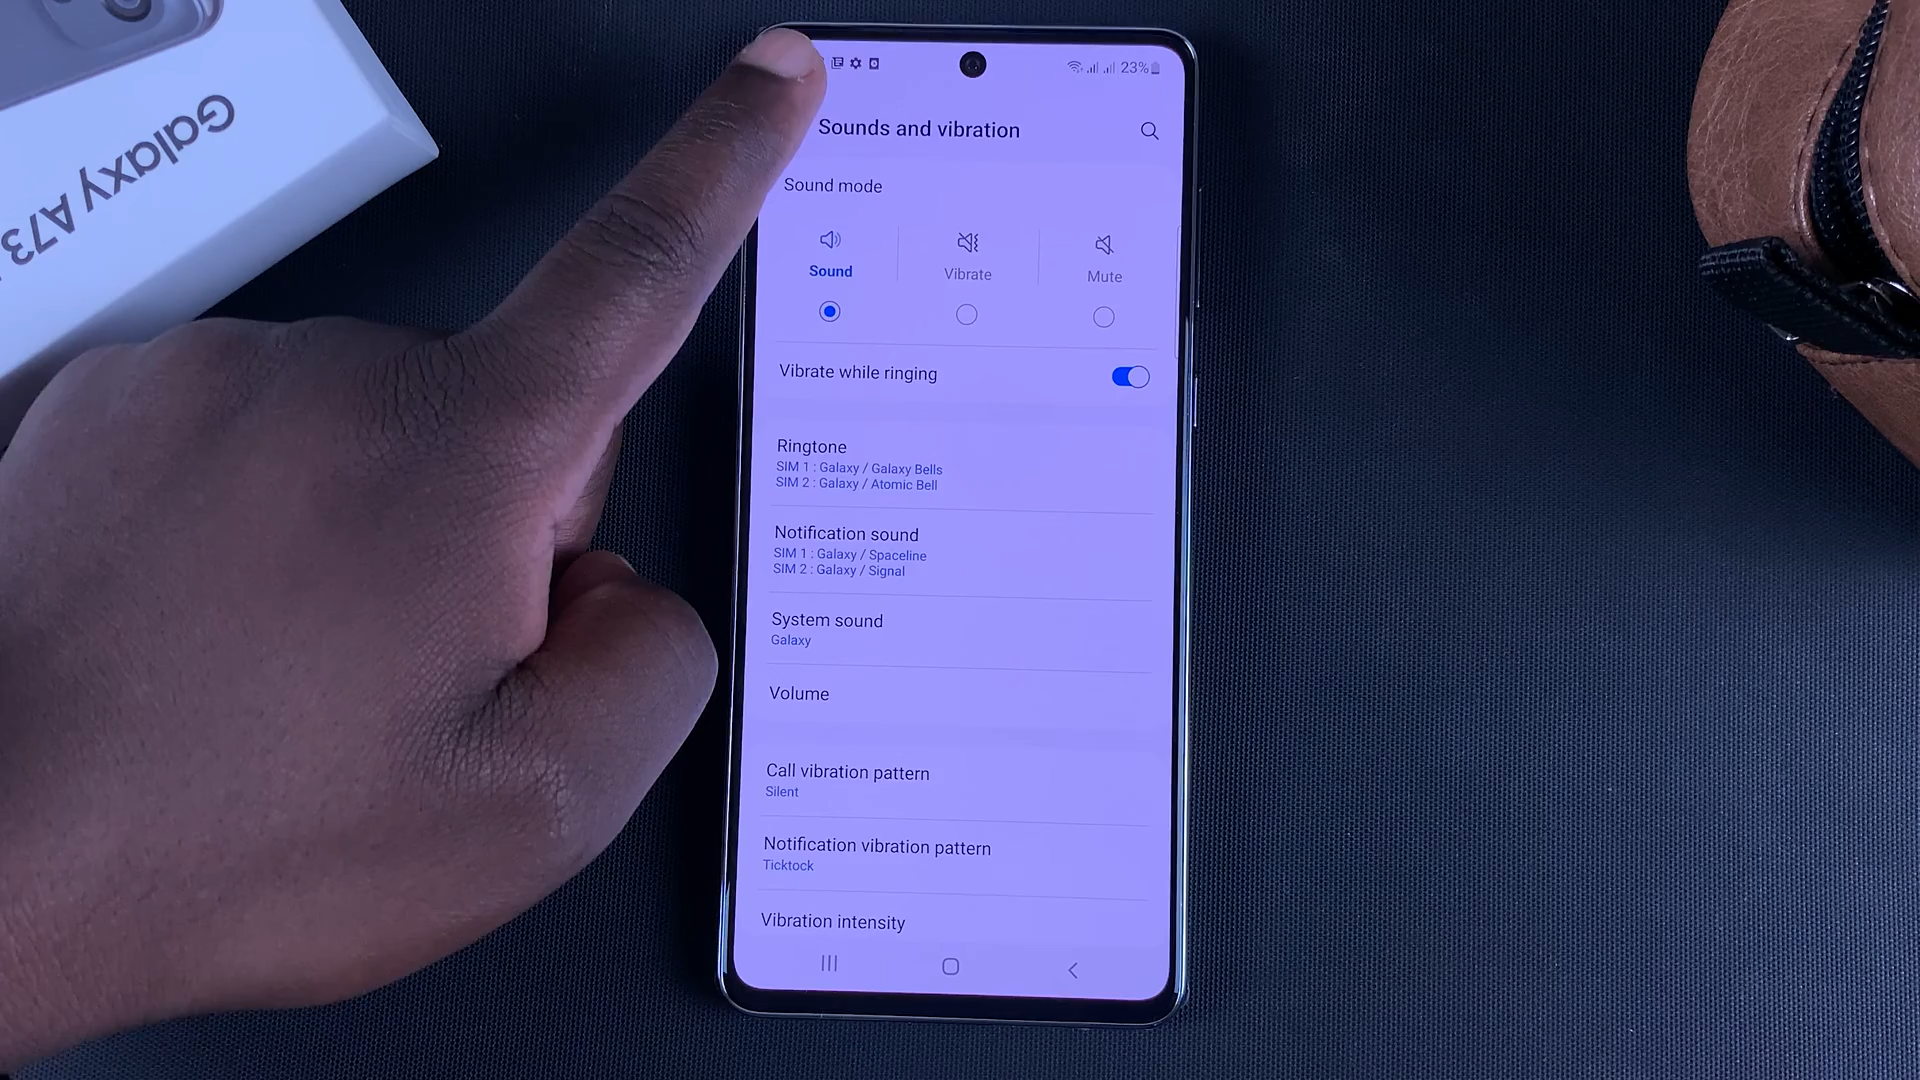 Galaxy A73
23%
Sounds and vibration
Sound mode
Sound
Vibrate
Mute
Vibrate while ringing
Ringtone
SIM 1 : Galaxy / Galaxy Bells
SIM 2 : Galaxy / Atomic Bell
Notification sound
SIM 1 : Galaxy / Spaceline
SIM 2 : Galaxy / Signal
System sound
Galaxy
Volume
Call vibration pattern
Silent
Notification vibration pattern
Ticktock
Vibration intensity